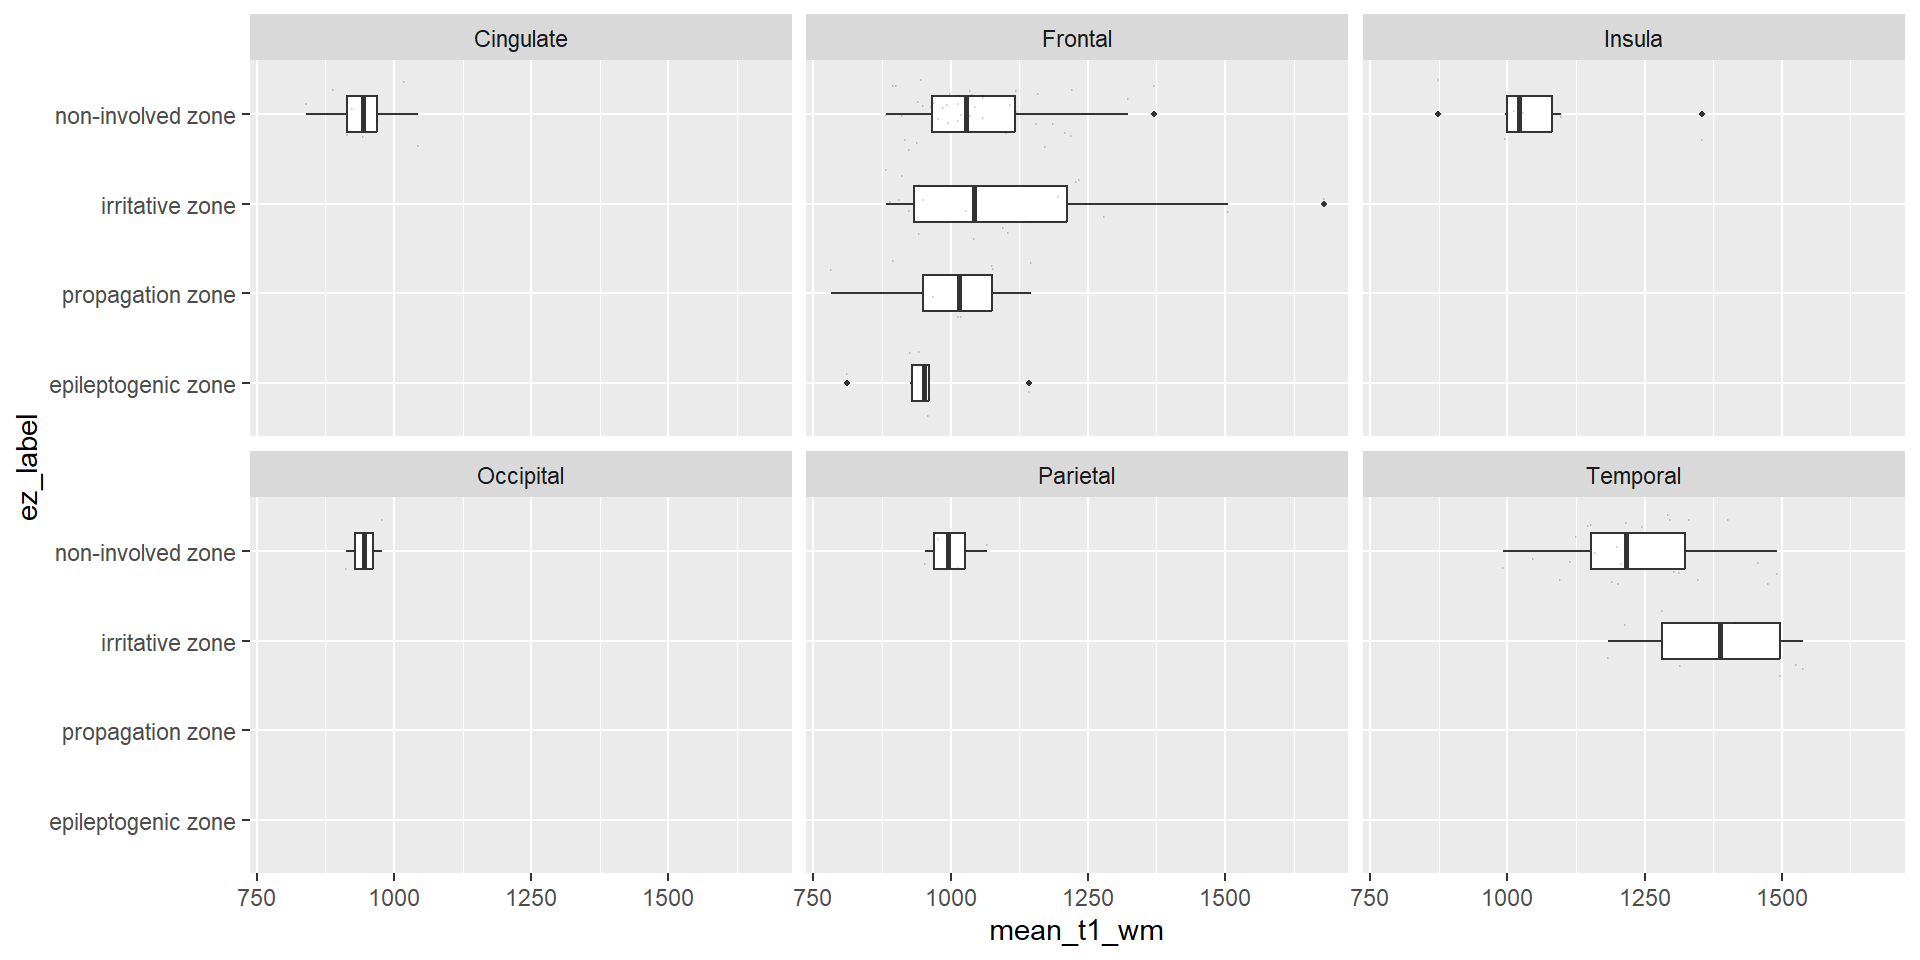 Cingulate
Frontal
Insula
non-involved zone
irritative zone
propagation zone
epileptogenic zone
ez_label
Occipital
Parietal
Temporal
non-involved zone
irritative zone
propagation zone
epileptogenic zone
750 1000 1250 1500 750 1000 1250 1500 750 1000 1250 1500
mean_t1_wm